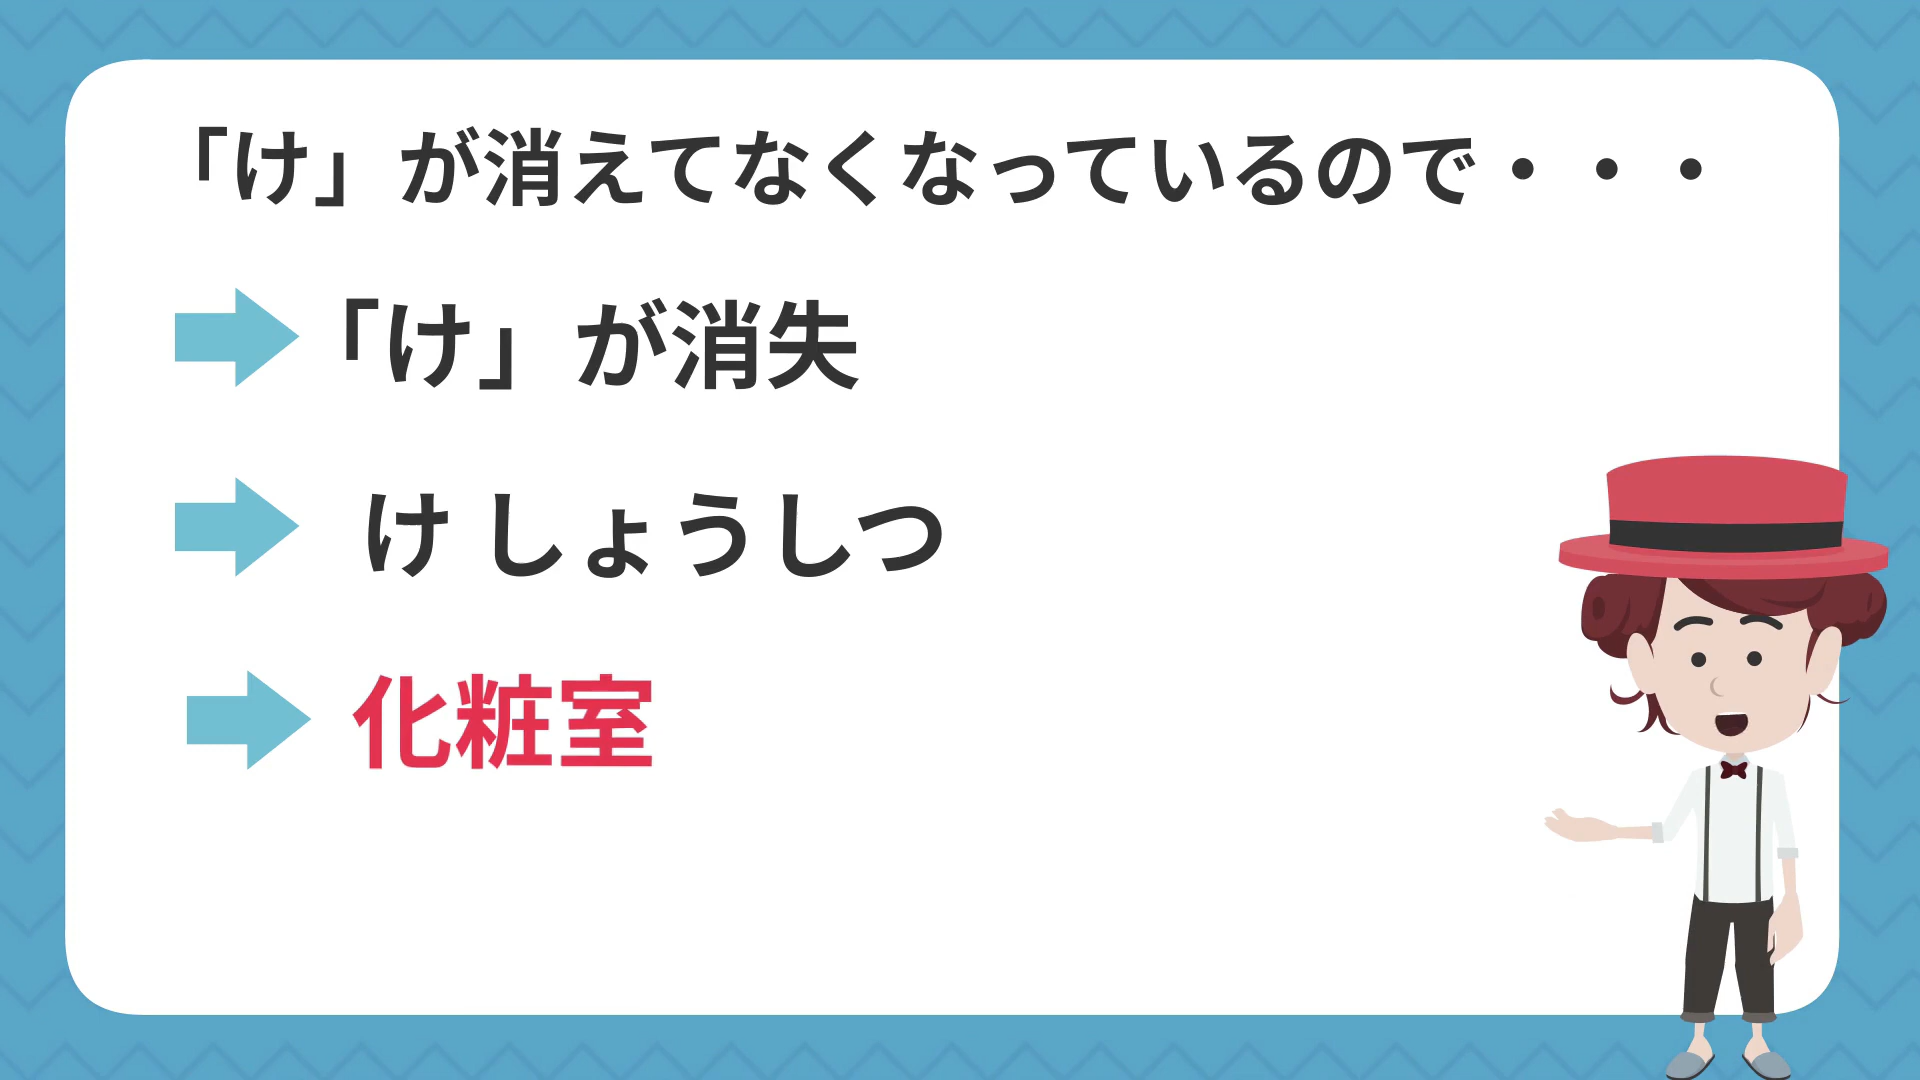 「け」が消えてなくなっているので・・・
「け」が消失
け しょうしつ
化粧室